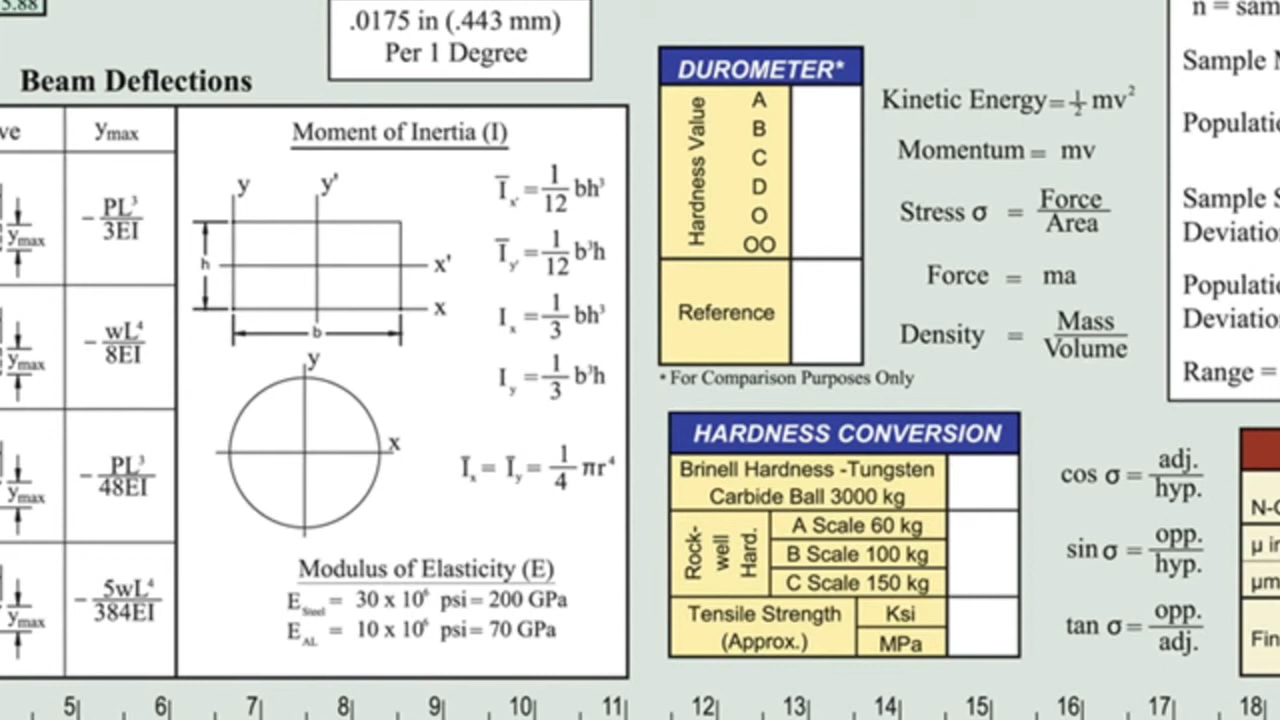 5.88
.0175 in (.443 mm)
Per 1 Degree
Beam Deflections
ve
yₘₐₓ
yₘₐₓ
-PL³/3EI
yₘₐₓ
-wL⁴/8EI
yₘₐₓ
-PL³/48EI
yₘₐₓ
-5wL⁴/384EI
Moment of Inertia (I)
y y'
h
x'
x
b
Ī x' = 1/12 bh³
Ī y' = 1/12 b³h
I x = 1/3 bh³
I y = 1/3 b³h
y
x
Ī x = Ī y = 1/4 πr⁴
Modulus of Elasticity (E)
E Steel = 30 x 10⁶ psi = 200 GPa
E AL = 10 x 10⁶ psi = 70 GPa
DUROMETER*
Hardness Value
A
B
C
D
O
OO
Reference
* For Comparison Purposes Only
Kinetic Energy = ½ mv²
Momentum = mv
Stress σ = Force/Area
Force = ma
Density = Mass/Volume
HARDNESS CONVERSION
Brinell Hardness -Tungsten
Carbide Ball 3000 kg
Rock-
well
Hard.
A Scale 60 kg
B Scale 100 kg
C Scale 150 kg
Tensile Strength
(Approx.)
Ksi
MPa
cos σ = adj./hyp.
sin σ = opp./hyp.
tan σ = opp./adj.
n = sam
Sample
Populati
Sample S
Deviation
Populati
Deviation
Range =
N-
μ in
μm
Fin
5 6 7 8 9 10 11 12 13 14 15 16 17 18